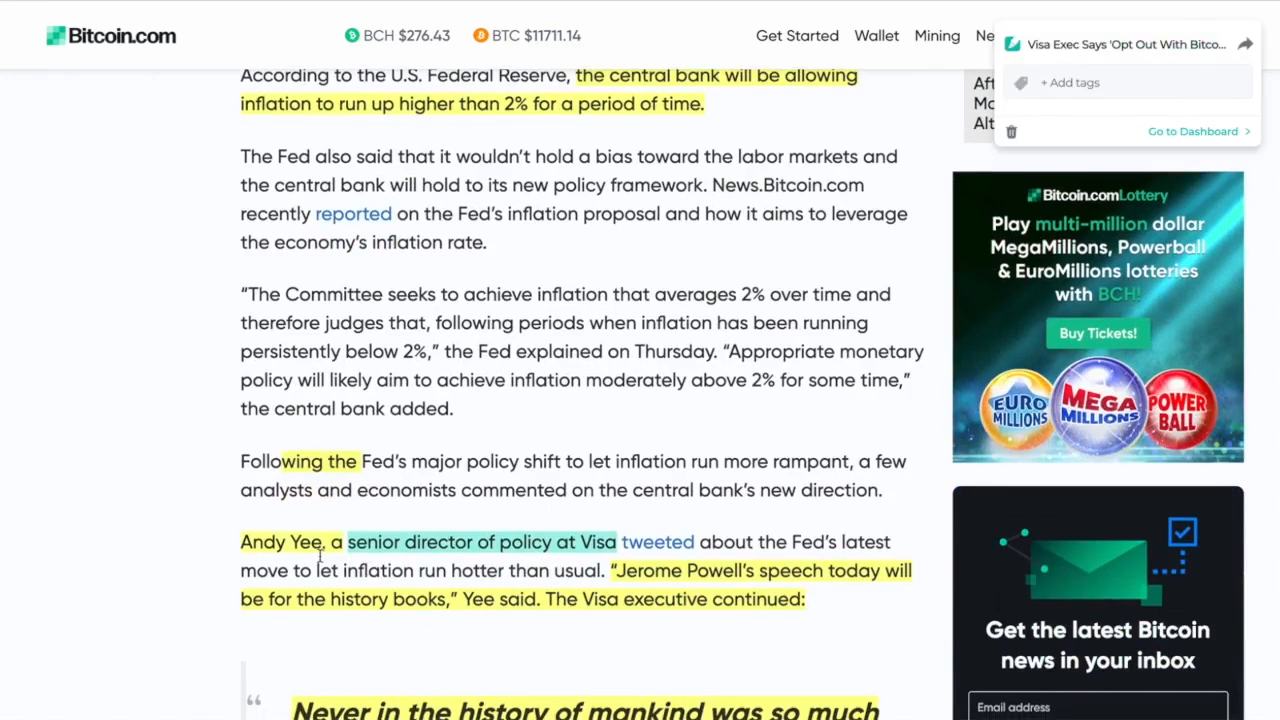 Bitcoin.com
BCH $276.43
BTC $11711.14
Get Started
Wallet
Mining
Ne
Visa Exec Says 'Opt Out With Bitco...
+ Add tags
Go to Dashboard >
According to the U.S. Federal Reserve, the central bank will be allowing
inflation to run up higher than 2% for a period of time.
The Fed also said that it wouldn't hold a bias toward the labor markets and
the central bank will hold to its new policy framework. News.Bitcoin.com
recently reported on the Fed's inflation proposal and how it aims to leverage
the economy's inflation rate.
“The Committee seeks to achieve inflation that averages 2% over time and
therefore judges that, following periods when inflation has been running
persistently below 2%,” the Fed explained on Thursday. “Appropriate monetary
policy will likely aim to achieve inflation moderately above 2% for some time,”
the central bank added.
Following the Fed's major policy shift to let inflation run more rampant, a few
analysts and economists commented on the central bank's new direction.
Andy Yee, a senior director of policy at Visa tweeted about the Fed's latest
move to let inflation run hotter than usual. “Jerome Powell's speech today will
be for the history books,” Yee said. The Visa executive continued:
“ Never in the history of mankind was so much
Aft
Mo
Alt
Bitcoin.com Lottery
Play multi-million dollar
MegaMillions, Powerball
& EuroMillions lotteries
with BCH!
Buy Tickets!
EURO
MILLIONS
MEGA
MILLIONS
POWER
BALL
Get the latest Bitcoin
news in your inbox
Email address